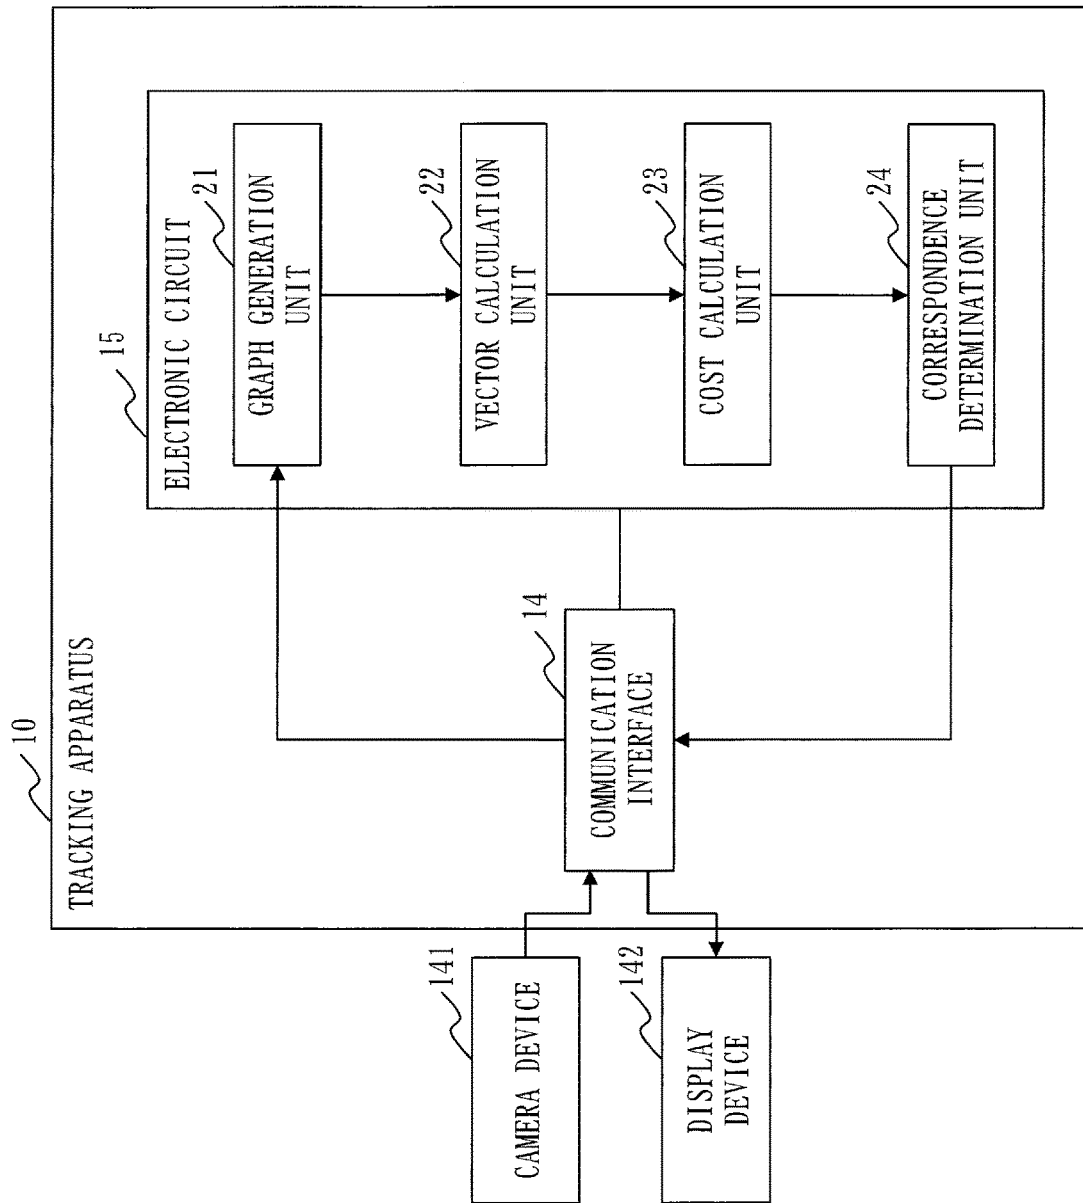 10
TRACKING APPARATUS
15
ELECTRONIC CIRCUIT
21
GRAPH GENERATION
UNIT
22
VECTOR CALCULATION
UNIT
23
COST CALCULATION
UNIT
24
CORRESPONDENCE
DETERMINATION UNIT
14
COMMUNICATION
INTERFACE
141
CAMERA DEVICE
142
DISPLAY
DEVICE